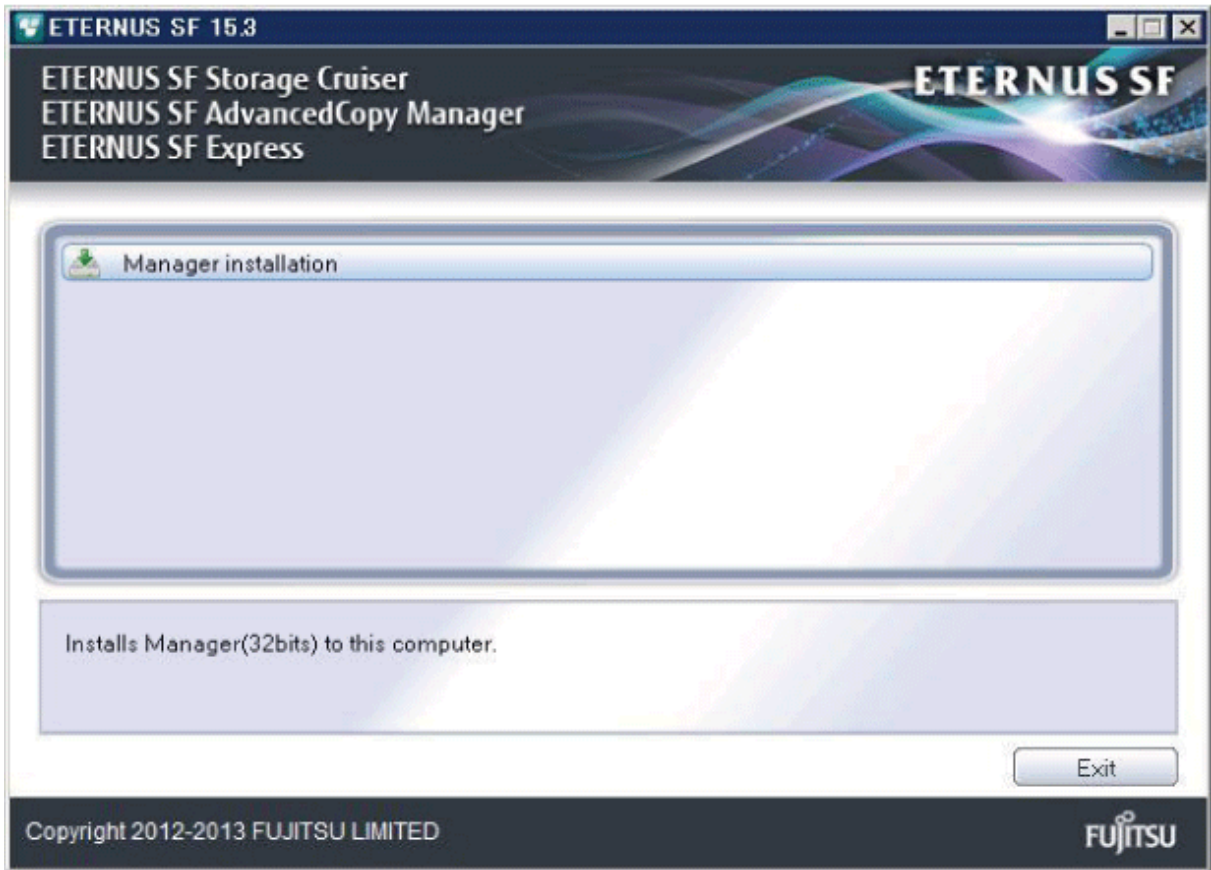 ETERNUS SF 15.3
ETERNUS SF Storage Cruiser
ETERNUS SF AdvancedCopy Manager
ETERNUS SF Express
ETERNUS SF
Manager installation
Installs Manager(32bits) to this computer.
Exit
Copyright 2012-2013 FUJITSU LIMITED
FUJITSU